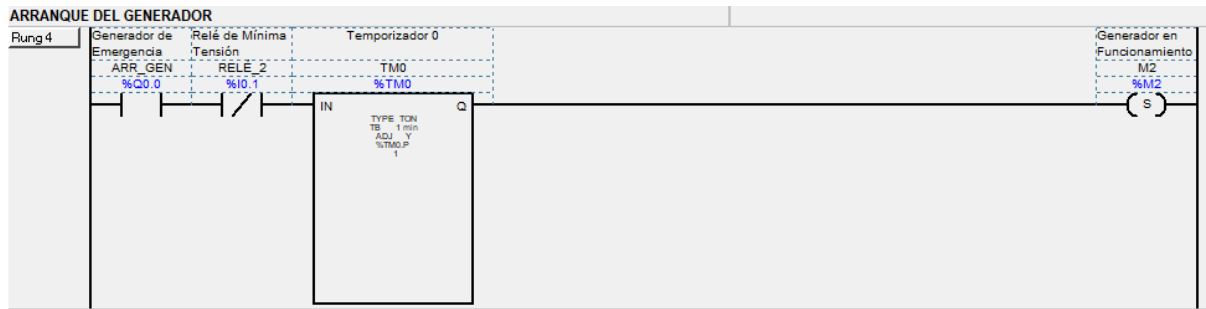 ARRANQUE DEL GENERADOR
Rung 4
Generador de Emergencia
ARR_GEN
%Q0.0
Relé de Mínima Tensión
RELÉ_2
%I0.1
Temporizador 0
TM0
%TM0
IN Q
TYPE TON
TB 1 min
ADJ Y
%TM0.P
1
Generador en Funcionamiento
M2
%M2
S